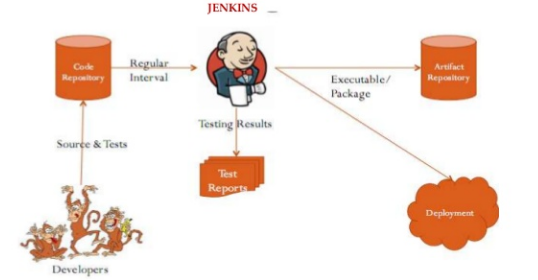 JENKINS _
Code
Repository
Regular
Interval
Executable/
Package
Artifact
Repository
Testing Results
Source & Tests
Test
Reports
Deployment
Developers